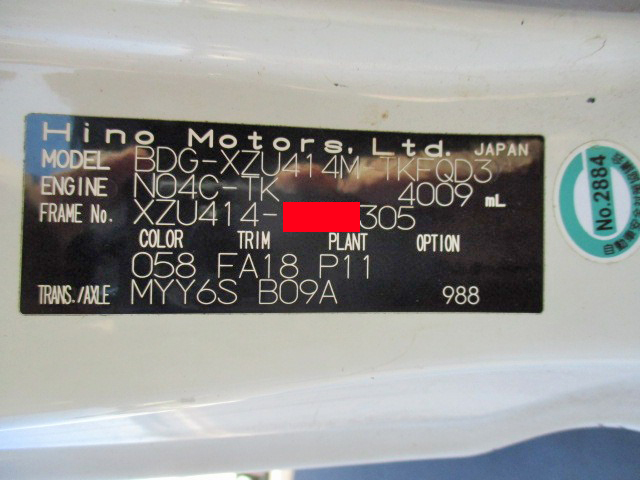 Hino Motors, Ltd. JAPAN
MODEL BDG-XZU414M-TKFQD3
ENGINE N04C-TK 4009 mL
FRAME No. XZU414- 305
COLOR TRIM PLANT OPTION
058 FA18 P11
TRANS./AXLE MYY6S B09A 988
No.2884